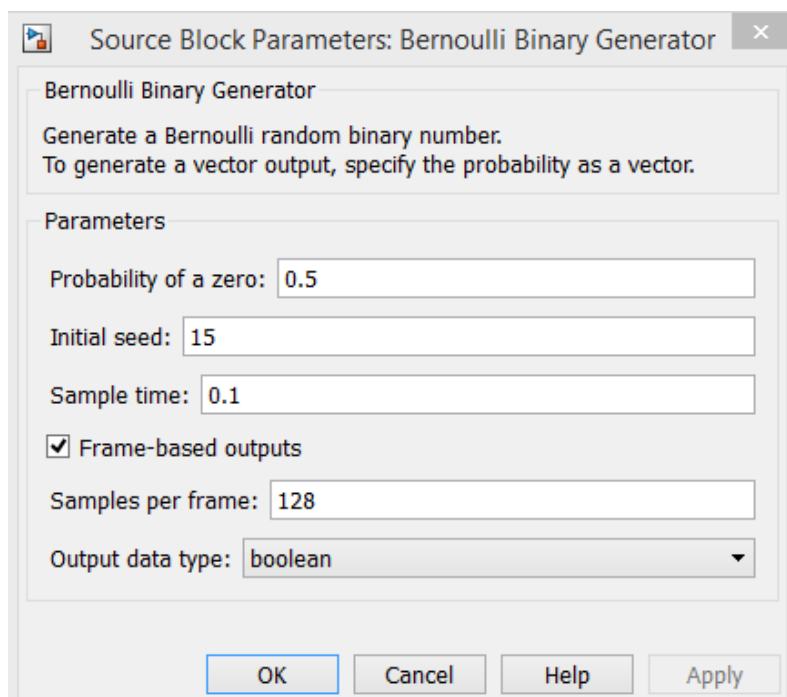 Source Block Parameters: Bernoulli Binary Generator
Bernoulli Binary Generator
Generate a Bernoulli random binary number.
To generate a vector output, specify the probability as a vector.
Parameters
Probability of a zero: 0.5
Initial seed: 15
Sample time: 0.1
Frame-based outputs
Samples per frame: 128
Output data type: boolean
OK Cancel Help Apply